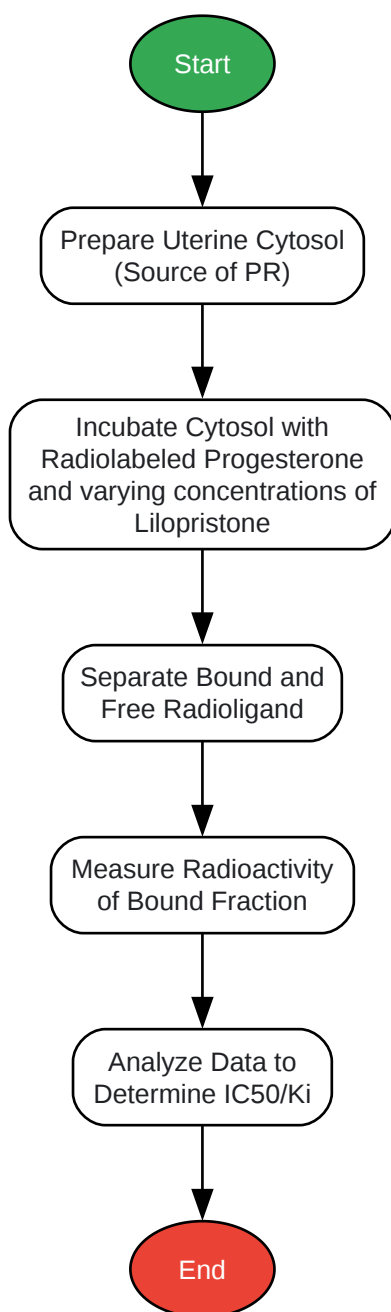 Start
Prepare Uterine Cytosol
(Source of PR)
Incubate Cytosol with
Radiolabeled Progesterone
and varying concentrations of
Lilopristone
Separate Bound and
Free Radioligand
Measure Radioactivity
of Bound Fraction
Analyze Data to
Determine IC50/Ki
End